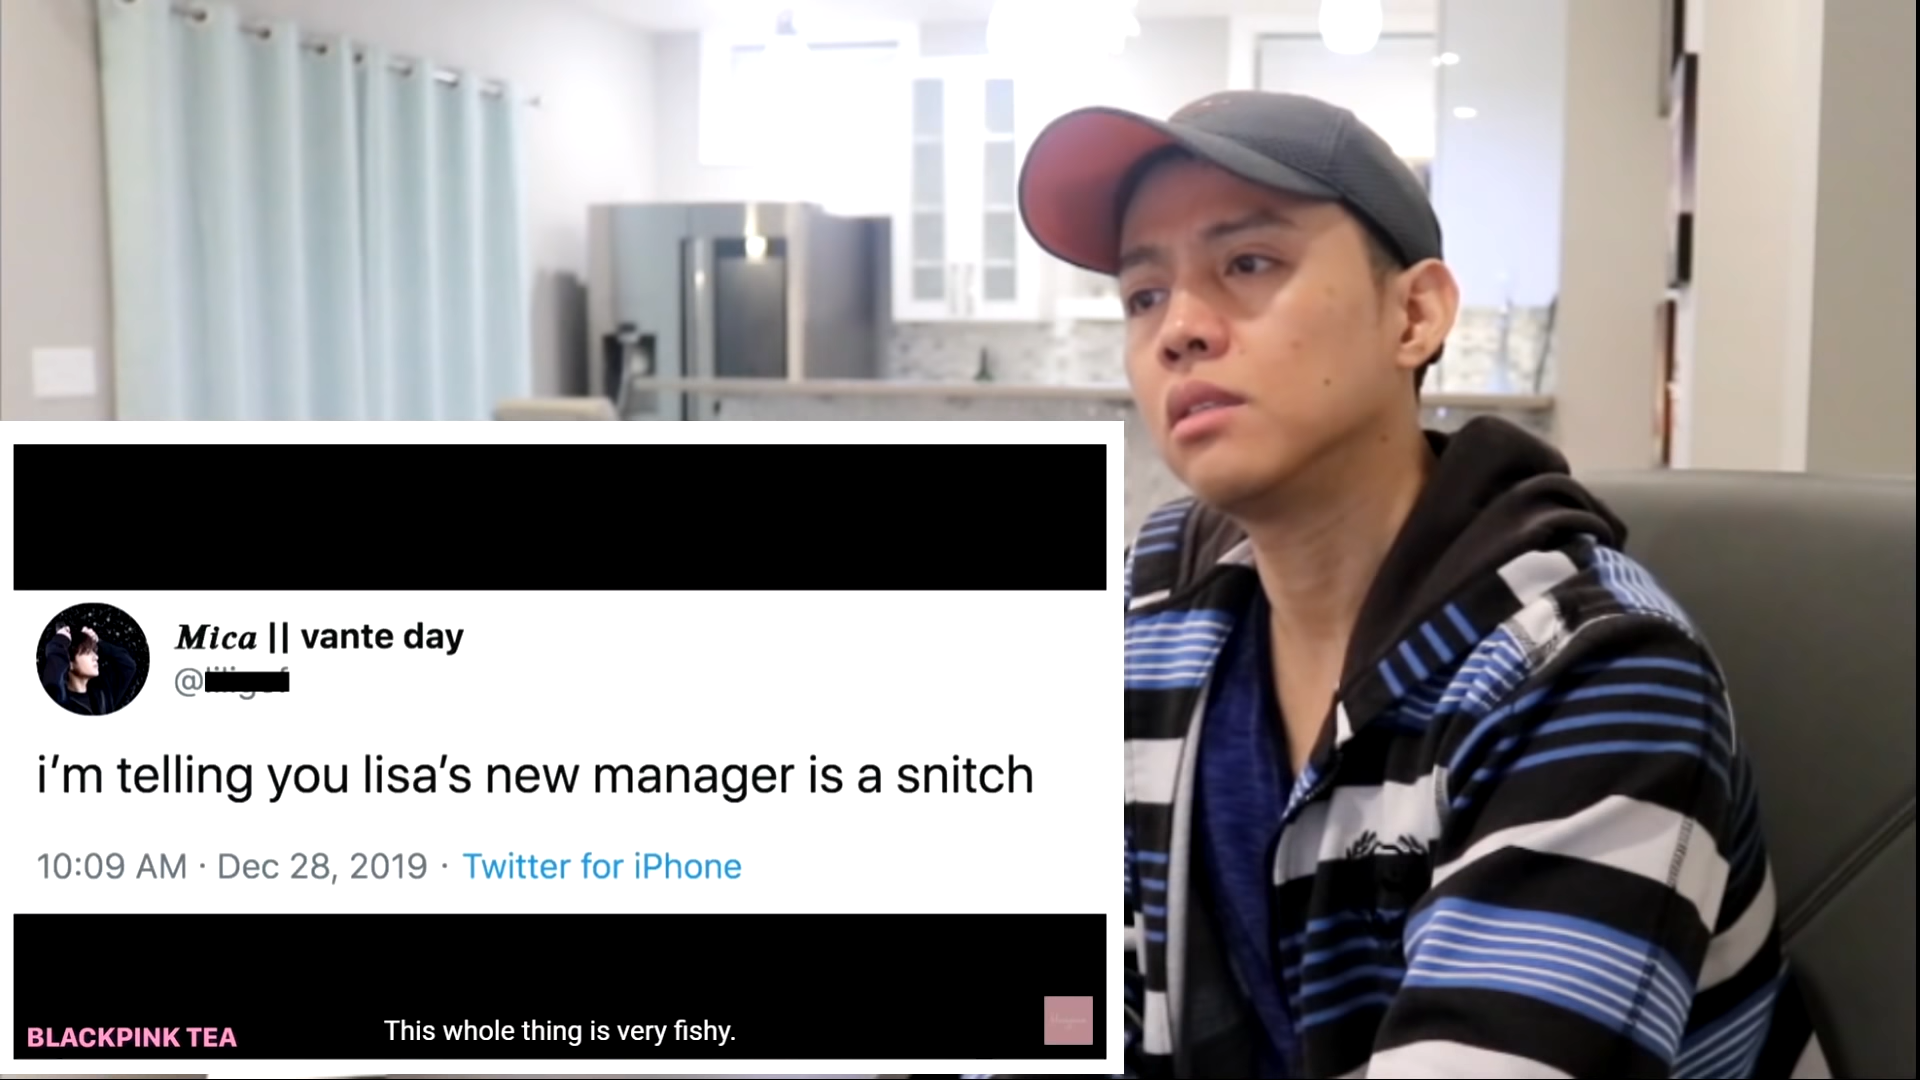 Mica || vante day
@
i’m telling you lisa’s new manager is a snitch
10:09 AM · Dec 28, 2019 · Twitter for iPhone
This whole thing is very fishy.
BLACKPINK TEA